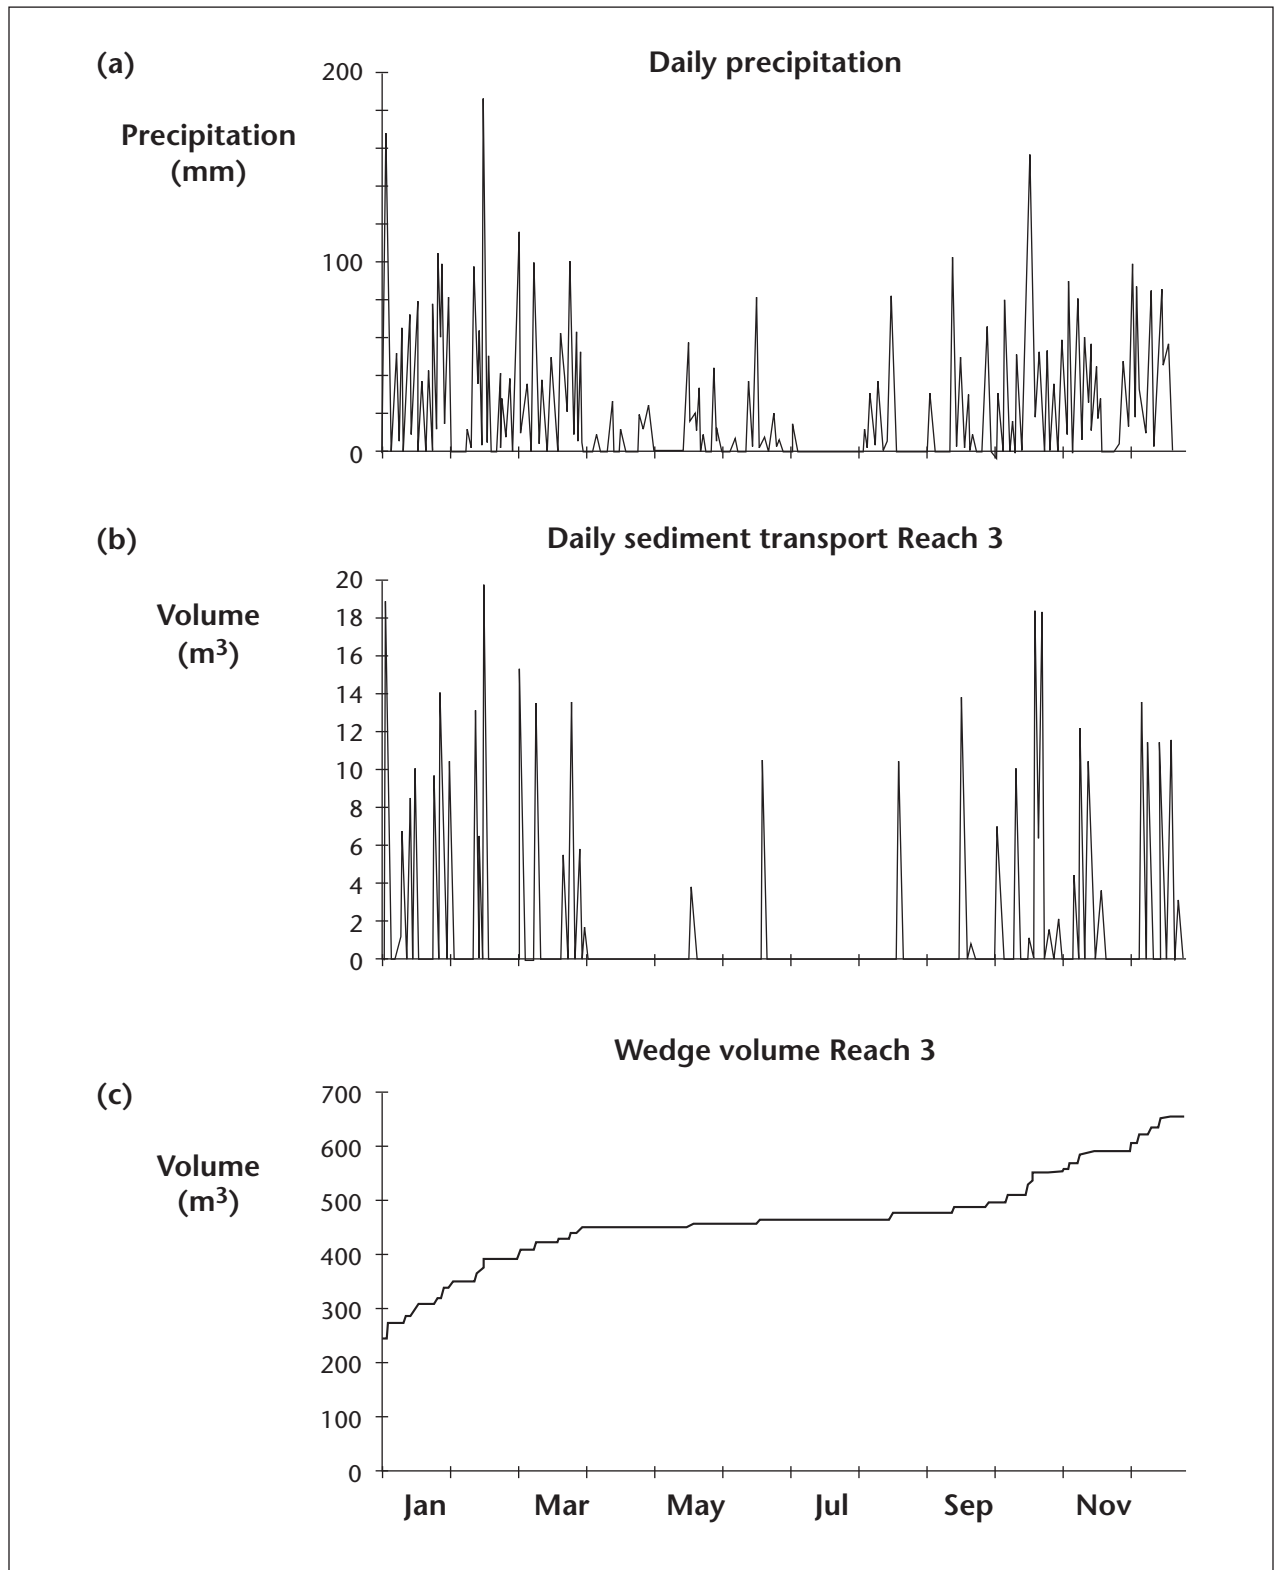 (a)
Daily precipitation
Precipitation
(mm)
200
100
0
(b)
Daily sediment transport Reach 3
Volume
(m³)
20
18
16
14
12
10
8
6
4
2
0
Wedge volume Reach 3
(c)
Volume
(m³)
700
600
500
400
300
200
100
0
Jan Mar May Jul Sep Nov